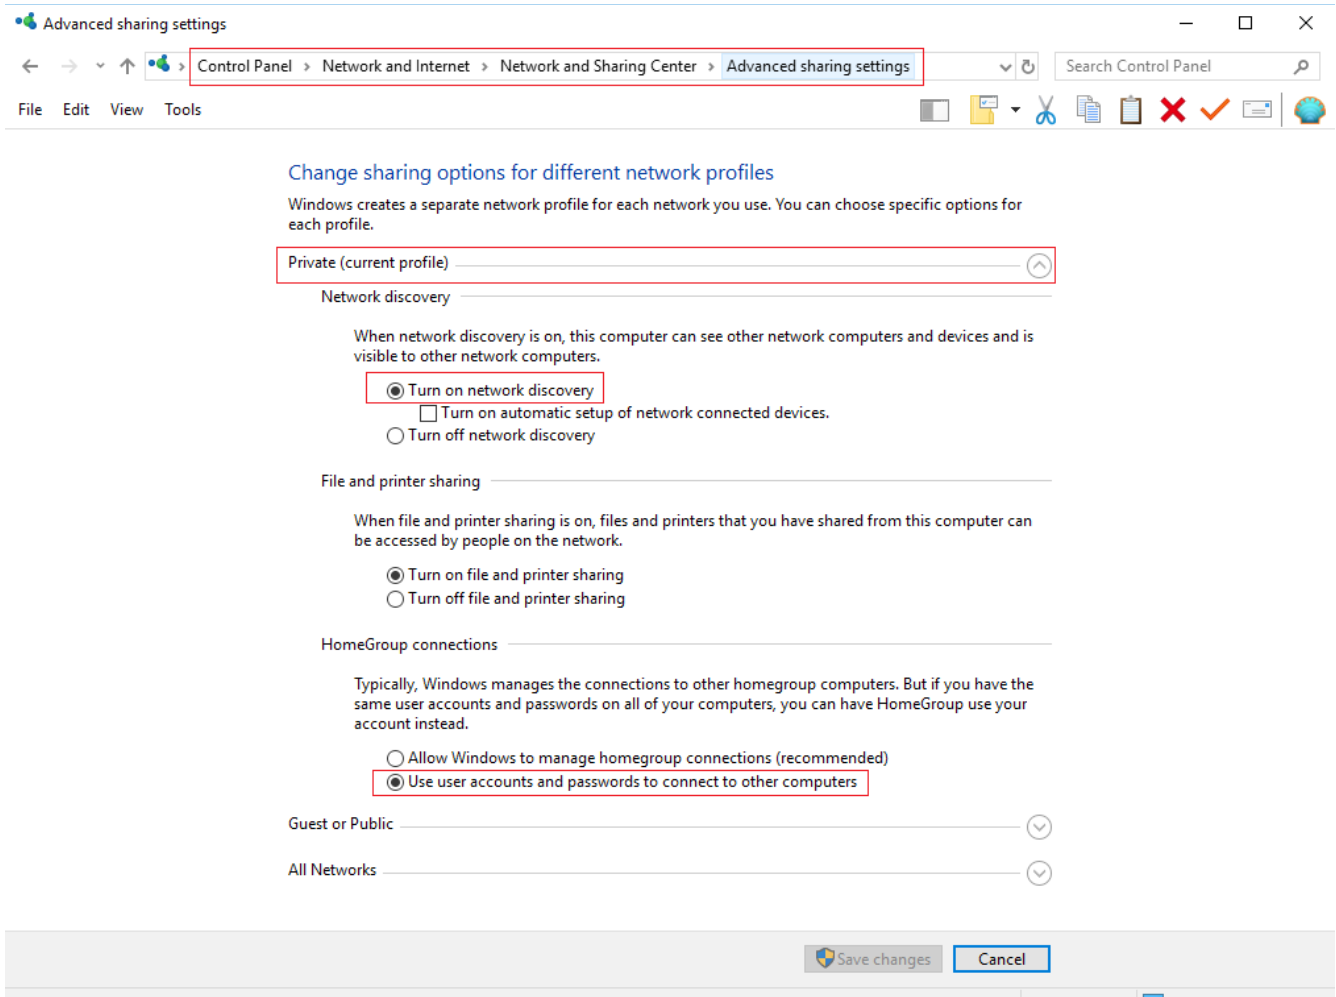 Advanced sharing settings
Control Panel > Network and Internet > Network and Sharing Center > Advanced sharing settings
Search Control Panel
File Edit View Tools
Change sharing options for different network profiles
Windows creates a separate network profile for each network you use. You can choose specific options for
each profile.
Private (current profile)
Network discovery
When network discovery is on, this computer can see other network computers and devices and is
visible to other network computers.
Turn on network discovery
Turn on automatic setup of network connected devices.
Turn off network discovery
File and printer sharing
When file and printer sharing is on, files and printers that you have shared from this computer can
be accessed by people on the network.
Turn on file and printer sharing
Turn off file and printer sharing
HomeGroup connections
Typically, Windows manages the connections to other homegroup computers. But if you have the
same user accounts and passwords on all of your computers, you can have HomeGroup use your
account instead.
Allow Windows to manage homegroup connections (recommended)
Use user accounts and passwords to connect to other computers
Guest or Public
All Networks
Save changes
Cancel